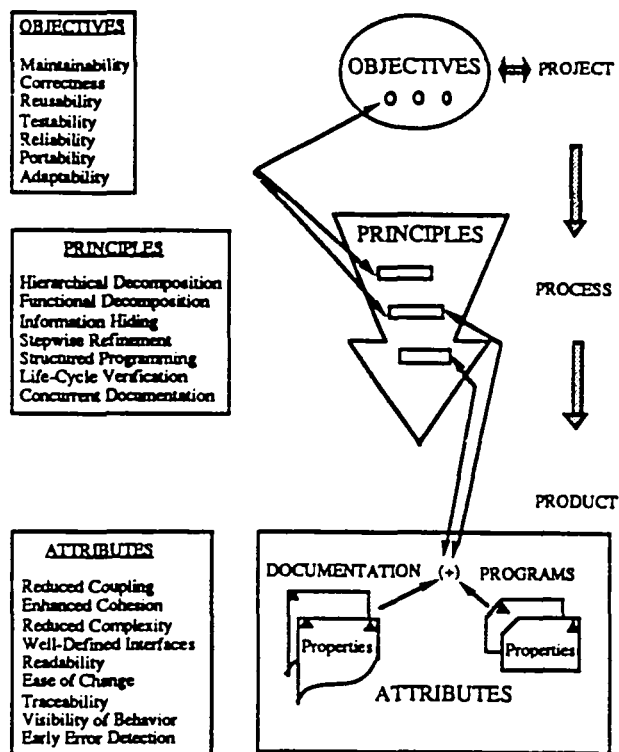 OBJECTIVES
Maintainability
Correctness
Reusability
Testability
Reliability
Portability
Adaptability
OBJECTIVES
PROJECT
PRINCIPLES
Hierarchical Decomposition
Functional Decomposition
Information Hiding
Stepwise Refinement
Structured Programming
Life-Cycle Verification
Concurrent Documentation
PRINCIPLES
PROCESS
PRODUCT
ATTRIBUTES
Reduced Coupling
Enhanced Cohesion
Reduced Complexity
Well-Defined Interfaces
Readability
Ease of Change
Traceability
Visibility of Behavior
Early Error Detection
DOCUMENTATION (+) PROGRAMS
Properties
Properties
ATTRIBUTES